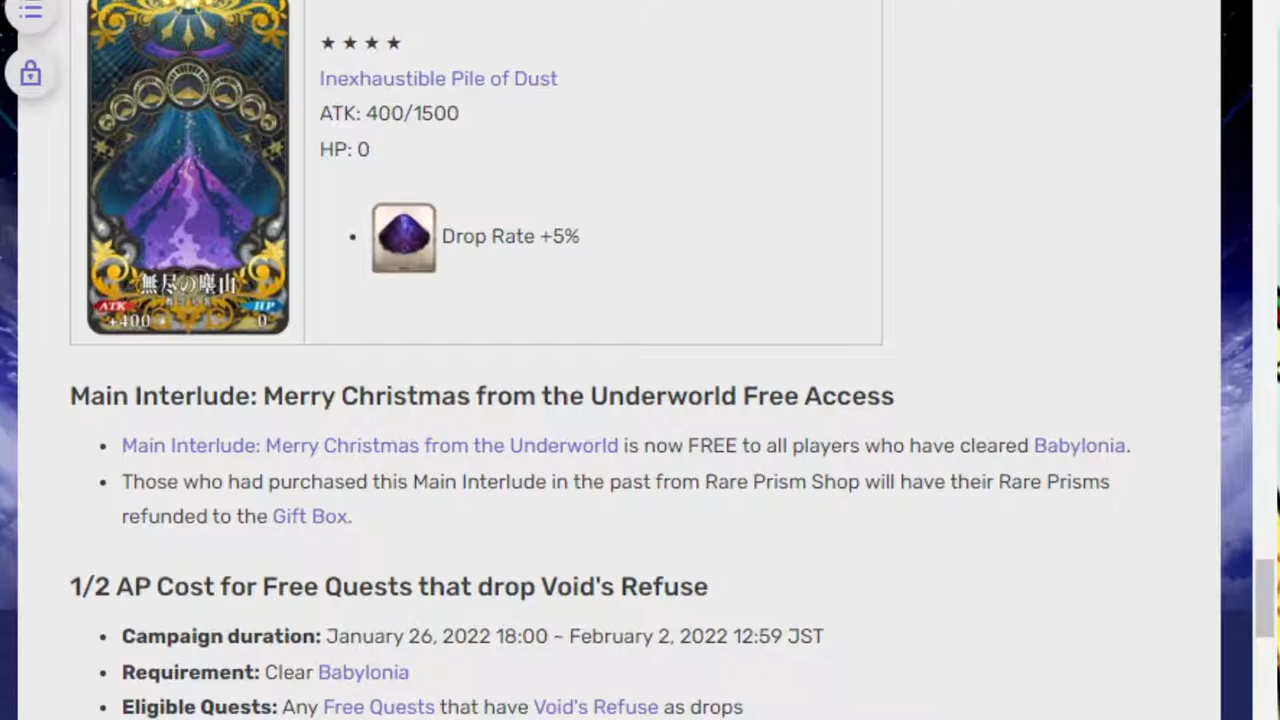 ★ ★ ★ ★
Inexhaustible Pile of Dust
ATK: 400/1500
HP: 0
• Drop Rate +5%
無尽の塵山
ATK HP
+400 0
Main Interlude: Merry Christmas from the Underworld Free Access
• Main Interlude: Merry Christmas from the Underworld is now FREE to all players who have cleared Babylonia.
• Those who had purchased this Main Interlude in the past from Rare Prism Shop will have their Rare Prisms
refunded to the Gift Box.
1/2 AP Cost for Free Quests that drop Void's Refuse
• Campaign duration: January 26, 2022 18:00 ~ February 2, 2022 12:59 JST
• Requirement: Clear Babylonia
• Eligible Quests: Any Free Quests that have Void's Refuse as drops